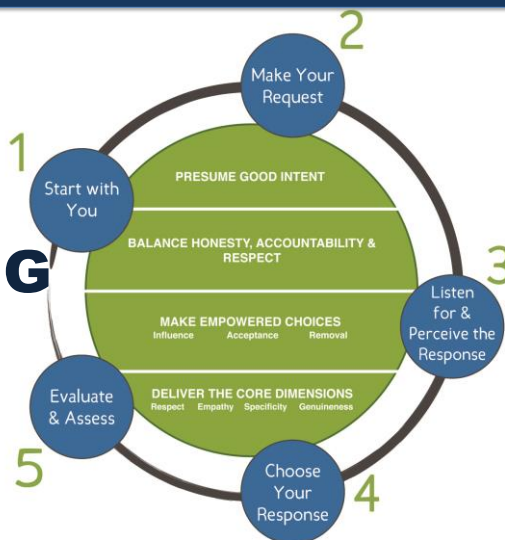 2
Make Your
Request
1
Start with
You
PRESUME GOOD INTENT
BALANCE HONESTY, ACCOUNTABILITY &
RESPECT
G
3
Listen
for &
Perceive the
Response
MAKE EMPOWERED CHOICES
Influence Acceptance Removal
DELIVER THE CORE DIMENSIONS
Respect Empathy Specificity Genuineness
Evaluate
& Assess
5
Choose
Your
Response
4